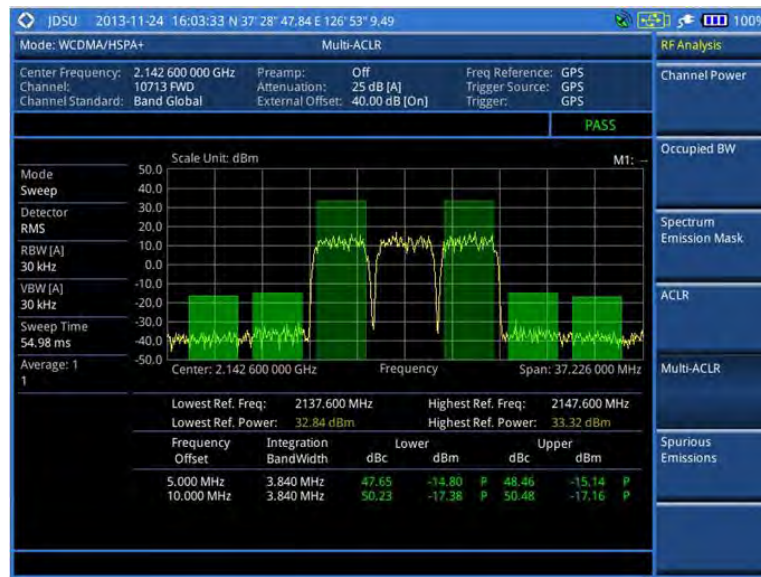 JDSU 2013-11-24 16:03:33 N 37° 28" 47.84 E 126° 53" 9.49 100%
Mode: WCDMA/HSPA+ Multi-ACLR RF Analysis
Center Frequency: 2.142 600 000 GHz Preamp: Off Freq Reference: GPS
Channel: 10713 FWD Attenuation: 25 dB [A] Trigger Source: GPS
Channel Standard: Band Global External Offset: 40.00 dB [On] Trigger: GPS
Channel Power
PASS
Scale Unit: dBm M1: --
Occupied BW
Mode
Sweep
Detector
RMS
RBW [A]
30 kHz
VBW [A]
30 kHz
Sweep Time
54.98 ms
Average: 1
1
50.0
40.0
30.0
20.0
10.0
0.0
-10.0
-20.0
-30.0
-40.0
-50.0
Center: 2.142 600 000 GHz Frequency Span: 37.226 000 MHz
Spectrum
Emission Mask
ACLR
Multi-ACLR
Lowest Ref. Freq: 2137.600 MHz Highest Ref. Freq: 2147.600 MHz
Lowest Ref. Power: 32.84 dBm Highest Ref. Power: 33.32 dBm
Frequency Integration Lower Upper
Offset BandWidth dBc dBm dBc dBm
5.000 MHz 3.840 MHz 47.65 -14.80 P 48.46 -15.14 P
10.000 MHz 3.840 MHz 50.23 -17.38 P 50.48 -17.16 P
Spurious
Emissions